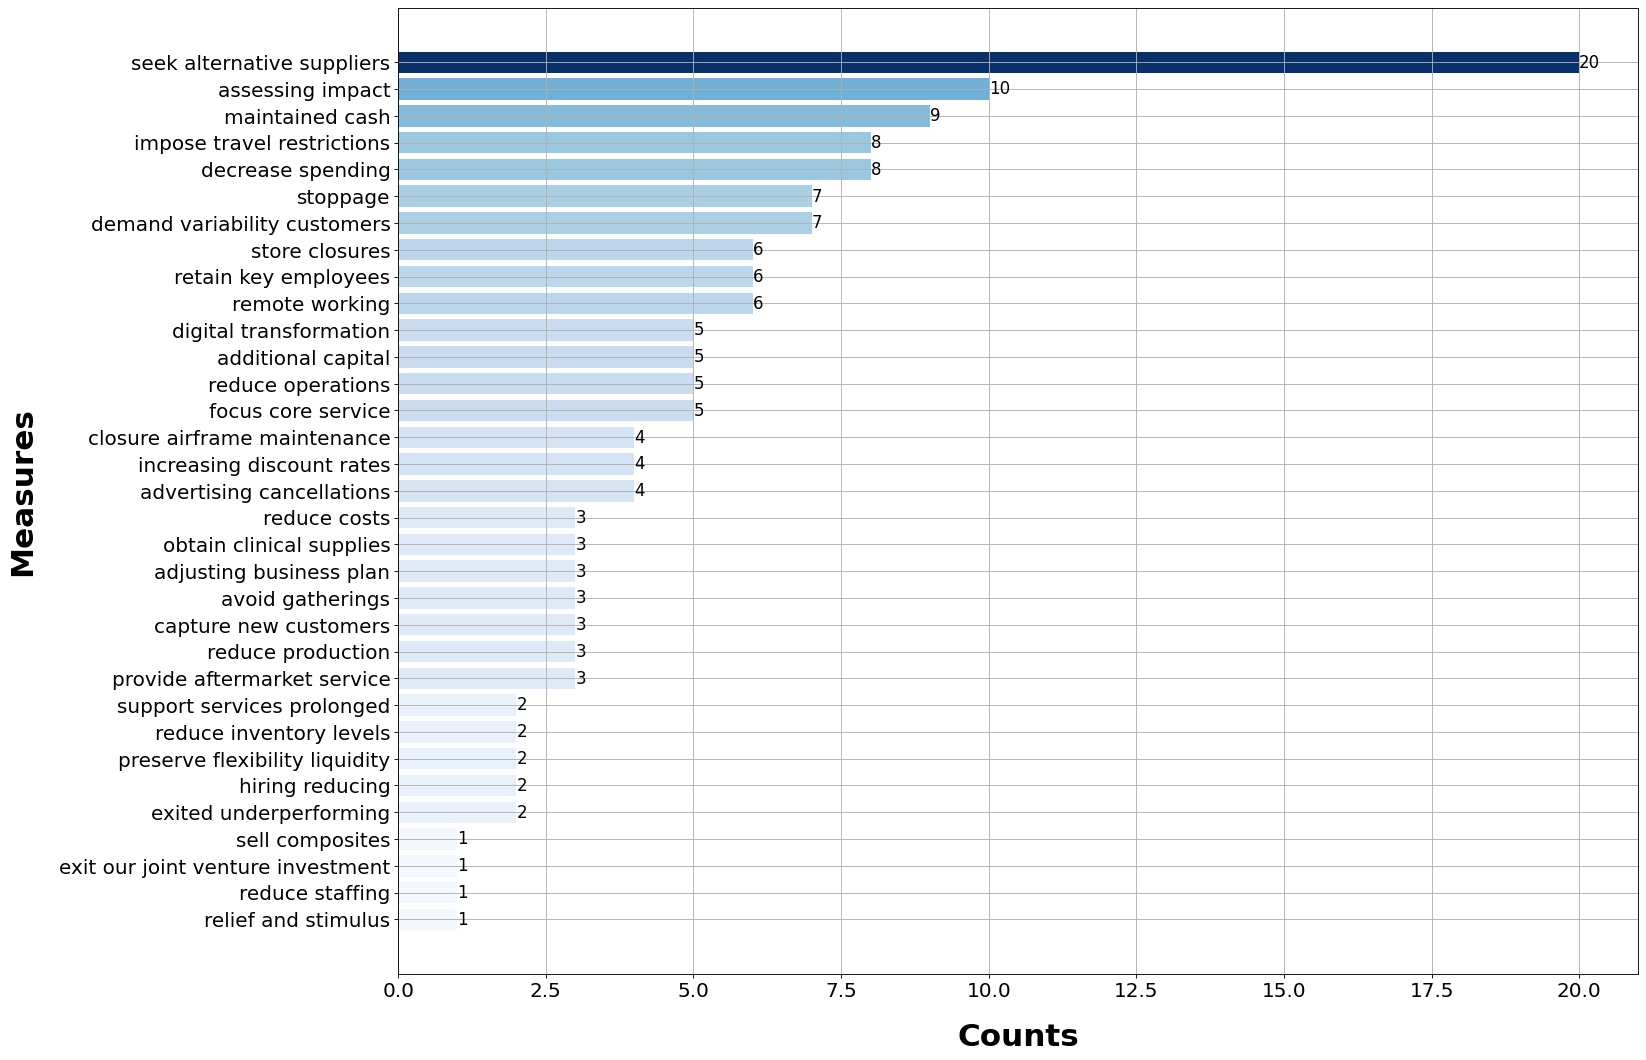 seek alternative suppliers 20
assessing impact 10
maintained cash 9
impose travel restrictions 8
decrease spending 8
stoppage 7
demand variability customers 7
store closures 6
retain key employees 6
remote working 6
digital transformation 5
additional capital 5
reduce operations 5
focus core service 5
closure airframe maintenance 4
increasing discount rates 4
advertising cancellations 4
reduce costs 3
obtain clinical supplies 3
adjusting business plan 3
avoid gatherings 3
capture new customers 3
reduce production 3
provide aftermarket service 3
support services prolonged 2
reduce inventory levels 2
preserve flexibility liquidity 2
hiring reducing 2
exited underperforming 2
sell composites 1
exit our joint venture investment 1
reduce staffing 1
relief and stimulus 1
Measures
0.0 2.5 5.0 7.5 10.0 12.5 15.0 17.5 20.0
Counts